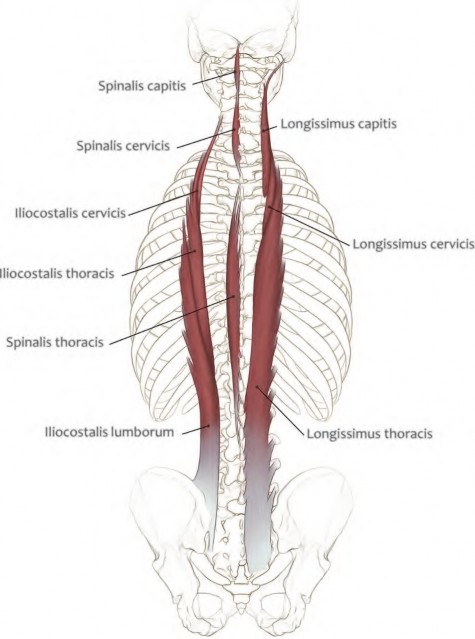 Spinalis capitis
Longissimus capitis
Spinalis cervicis
Iliocostalis cervicis
Longissimus cervicis
Iliocostalis thoracis
Spinalis thoracis
Iliocostalis lumborum
Longissimus thoracis